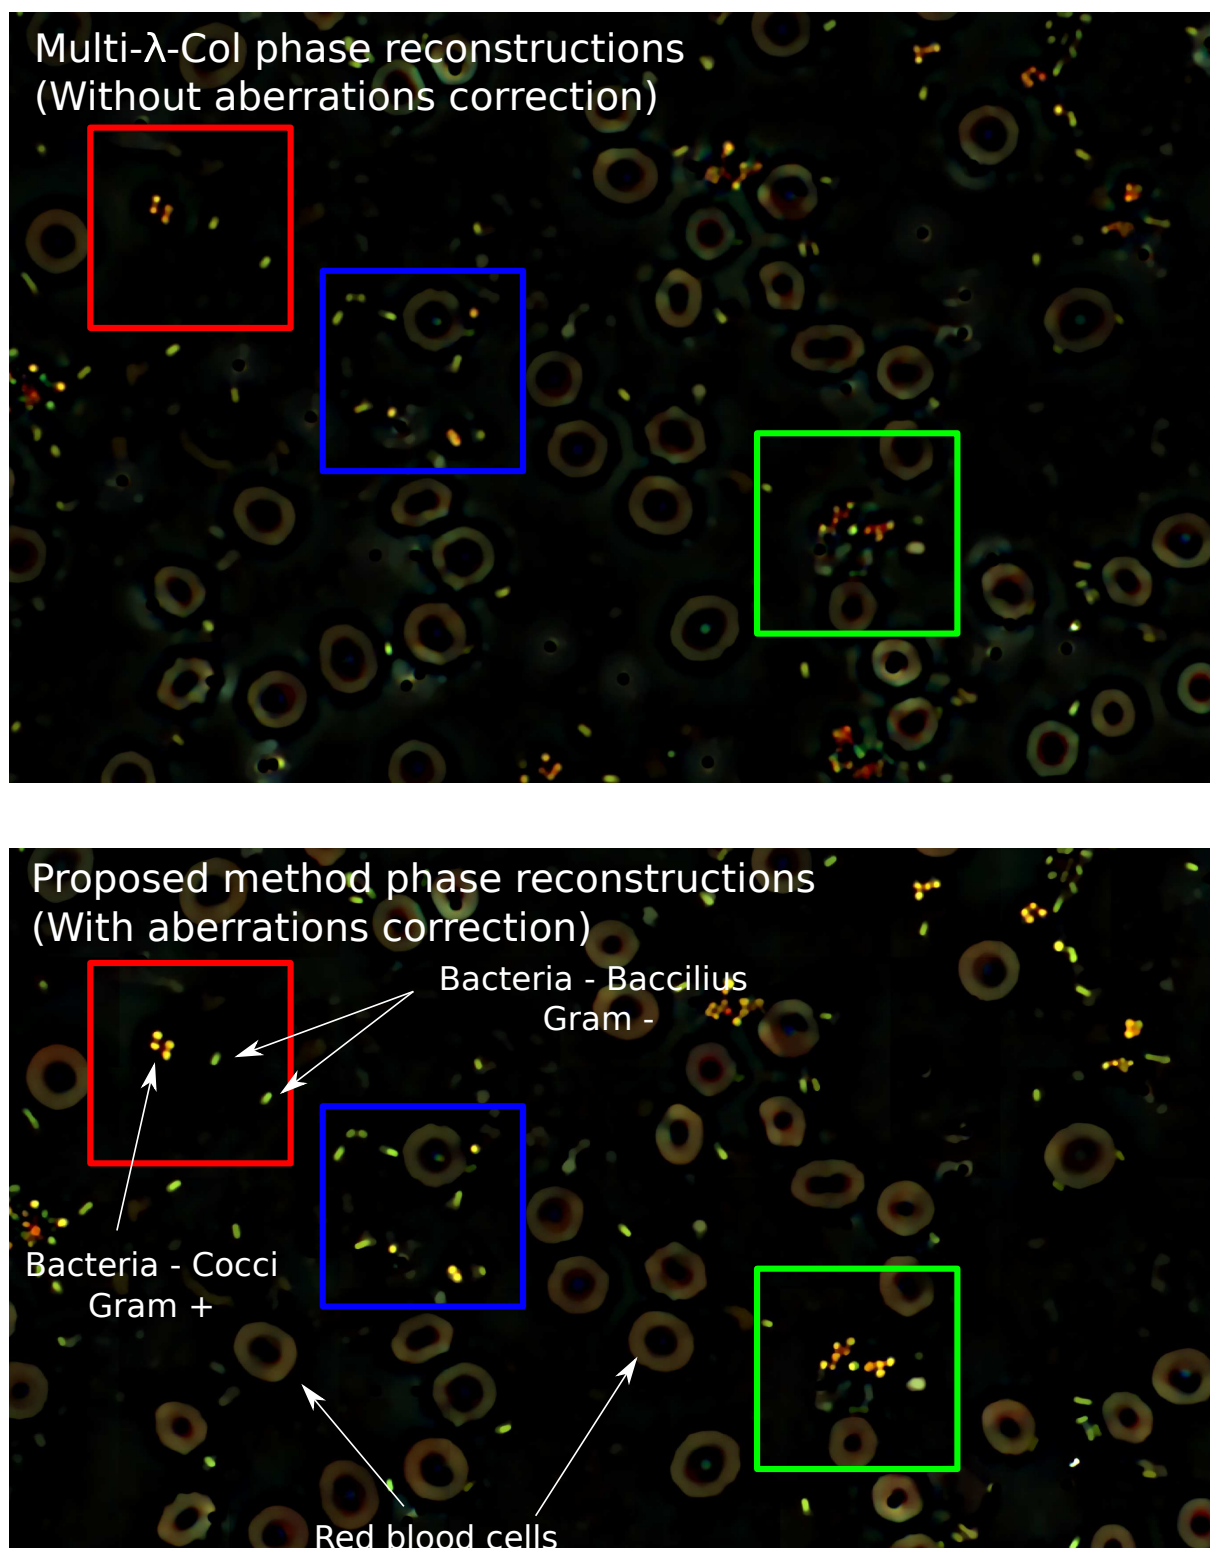 Multi-λ-Col phase reconstructions
(Without aberrations correction)
Proposed method phase reconstructions
(With aberrations correction)
Bacteria - Baccilius
Gram -
Bacteria - Cocci
Gram +
Red blood cells